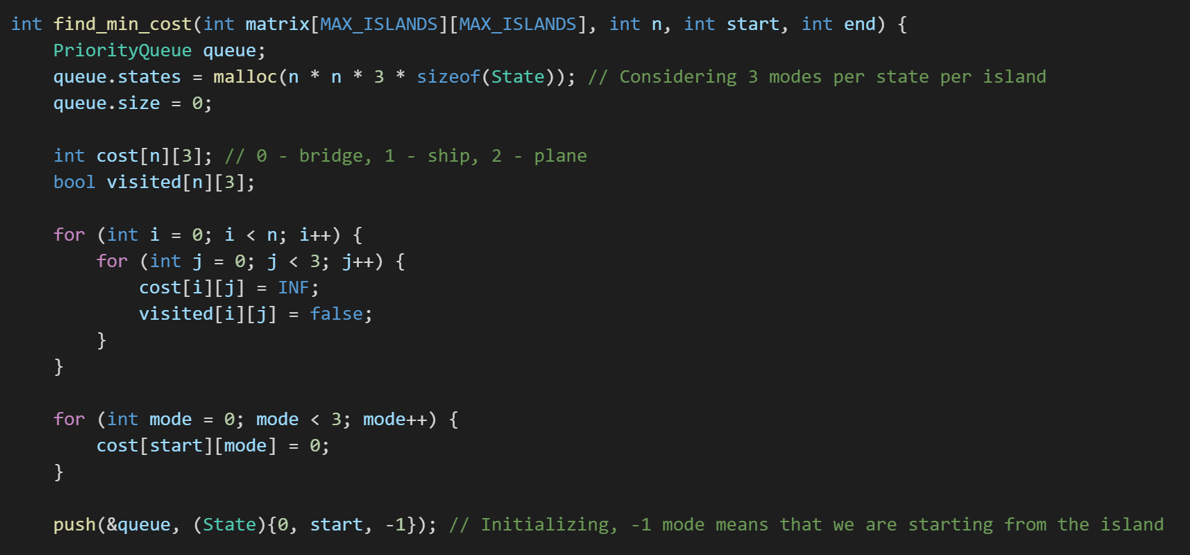 int find_min_cost(int matrix[MAX_ISLANDS][MAX_ISLANDS], int n, int start, int end) {
    PriorityQueue queue;
    queue.states = malloc(n * n * 3 * sizeof(State)); // Considering 3 modes per state per island
    queue.size = 0;

    int cost[n][3]; // 0 - bridge, 1 - ship, 2 - plane
    bool visited[n][3];

    for (int i = 0; i < n; i++) {
        for (int j = 0; j < 3; j++) {
            cost[i][j] = INF;
            visited[i][j] = false;
        }
    }

    for (int mode = 0; mode < 3; mode++) {
        cost[start][mode] = 0;
    }

    push(&queue, (State){0, start, -1}); // Initializing, -1 mode means that we are starting from the island